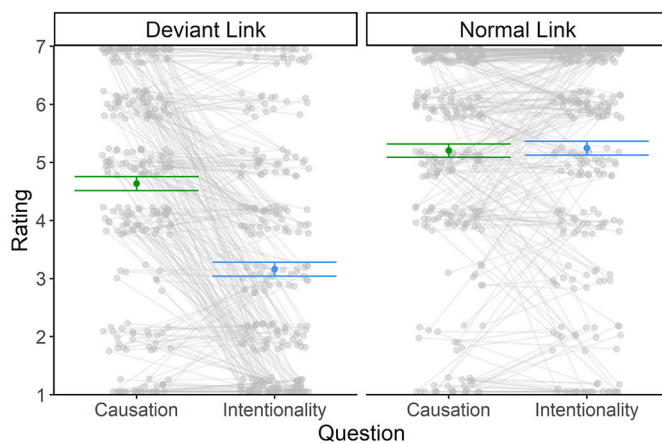 Deviant Link
Normal Link
Rating
7
6
5
4
3
2
1
Causation
Intentionality
Causation
Intentionality
Question